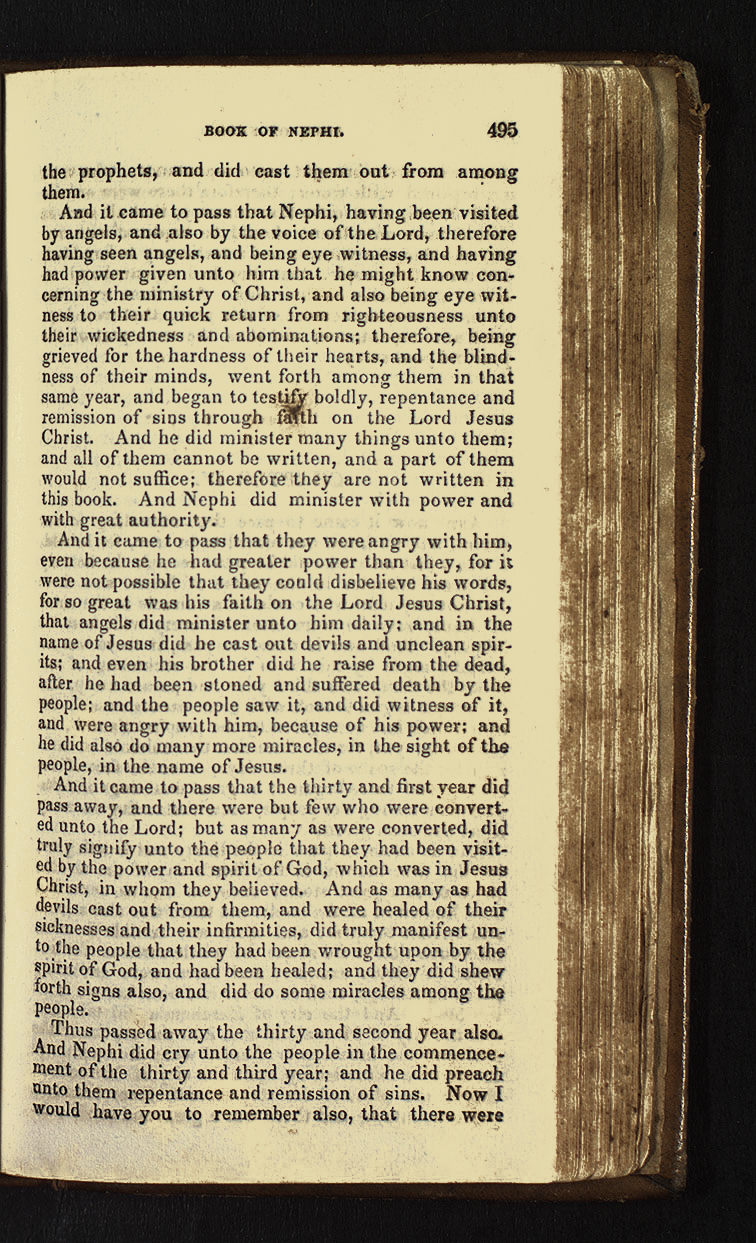 BOOK OF NEPHI. 495
the prophets, and did cast them out from among
them.
And it came to pass that Nephi, having been visited
by angels, and also by the voice of the Lord, therefore
having seen angels, and being eye witness, and having
had power given unto him that he might know con-
cerning the ministry of Christ, and also being eye wit-
ness to their quick return from righteousness unto
their wickedness and abominations; therefore, being
grieved for the hardness of their hearts, and the blind-
ness of their minds, went forth among them in that
same year, and began to testify boldly, repentance and
remission of sins through faith on the Lord Jesus
Christ. And he did minister many things unto them;
and all of them cannot be written, and a part of them
would not suffice; therefore they are not written in
this book. And Nephi did minister with power and
with great authority.
And it came to pass that they were angry with him,
even because he had greater power than they, for it
were not possible that they could disbelieve his words,
for so great was his faith on the Lord Jesus Christ,
that angels did minister unto him daily; and in the
name of Jesus did he cast out devils and unclean spir-
its; and even his brother did he raise from the dead,
after he had been stoned and suffered death by the
people; and the people saw it, and did witness of it,
and were angry with him, because of his power; and
he did also do many more miracles, in the sight of the
people, in the name of Jesus.
And it came to pass that the thirty and first year did
pass away, and there were but few who were convert-
ed unto the Lord; but as many as were converted, did
truly signify unto the people that they had been visit-
ed by the power and spirit of God, which was in Jesus
Christ, in whom they believed. And as many as had
devils cast out from them, and were healed of their
sicknesses and their infirmities, did truly manifest un-
to the people that they had been wrought upon by the
spirit of God, and had been healed; and they did shew
forth signs also, and did do some miracles among the
people.
Thus passed away the thirty and second year also.
And Nephi did cry unto the people in the commence-
ment of the thirty and third year; and he did preach
unto them repentance and remission of sins. Now I
would have you to remember also, that there were